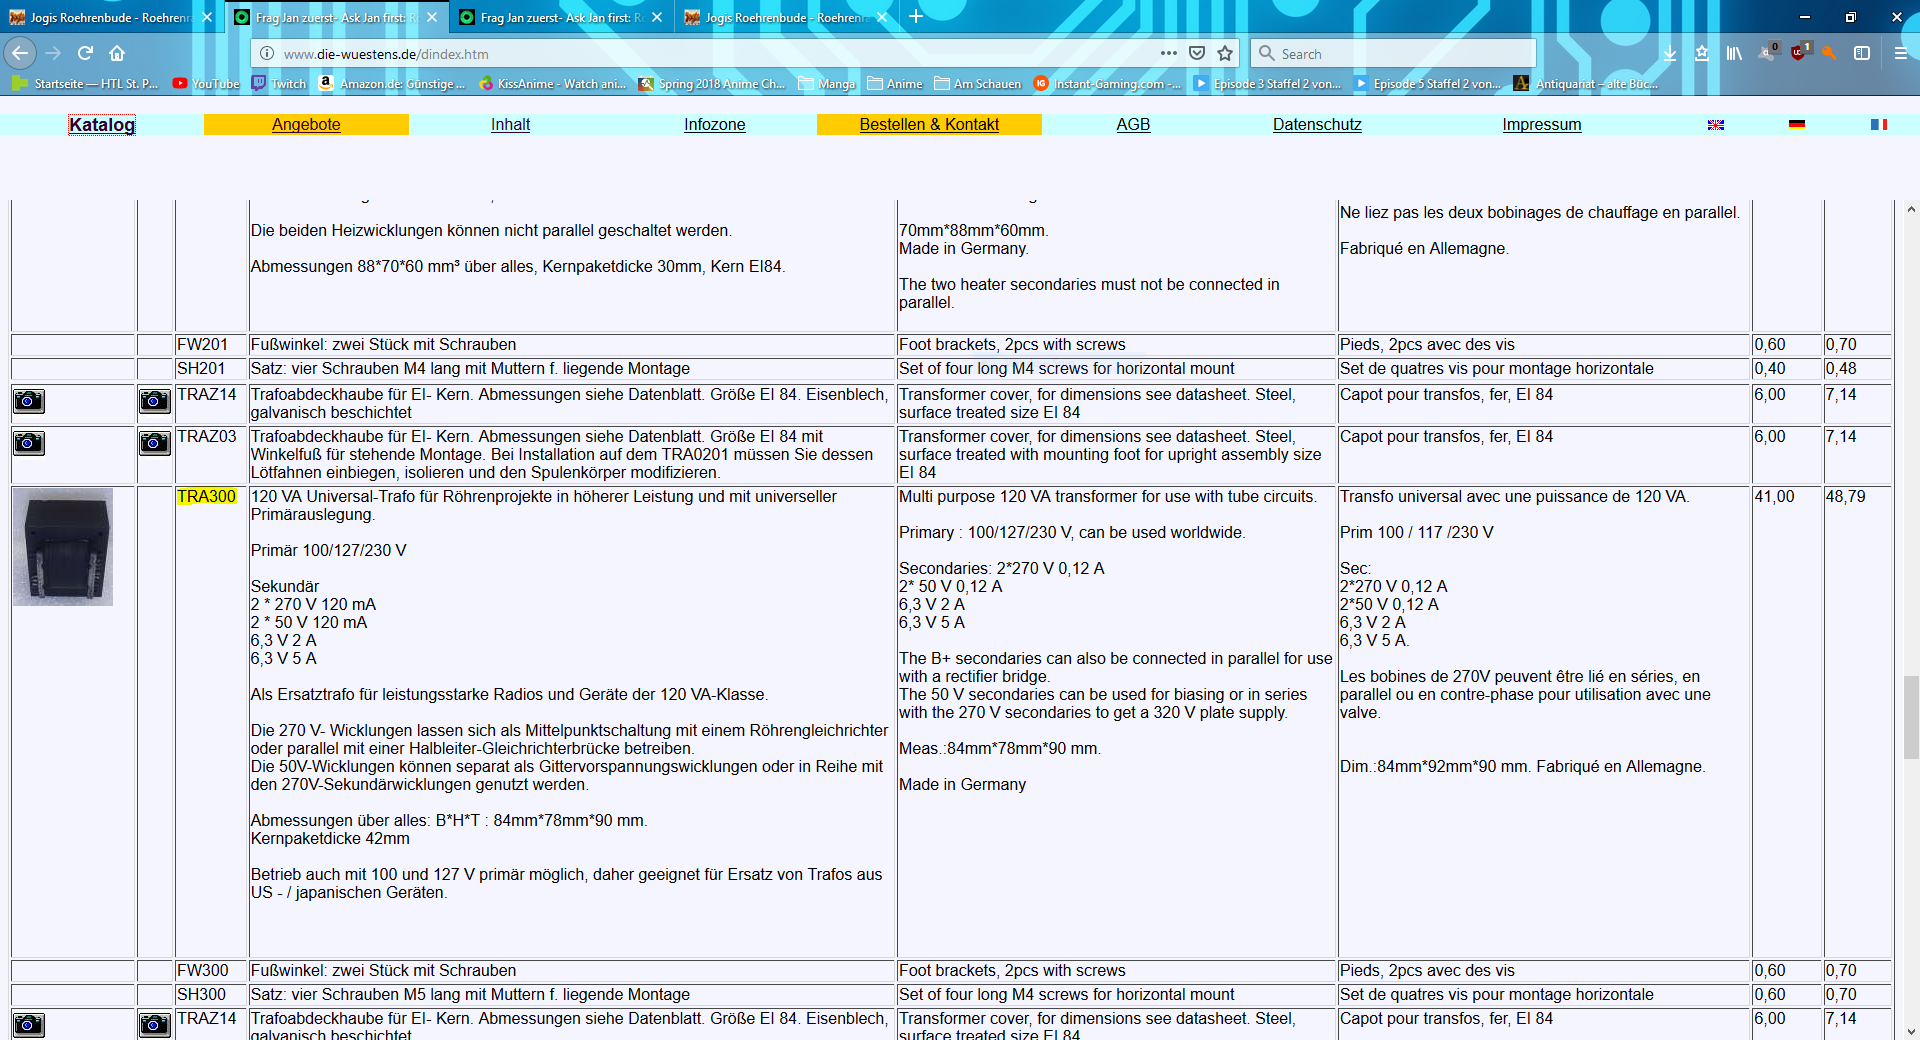 Jogis Roehrenbude - Roehrenra
Frag Jan zuerst- Ask Jan first: R
Frag Jan zuerst- Ask Jan first: Ro
Jogis Roehrenbude - Roehrenra
www.die-wuestens.de/dindex.htm
Search
0
1
Startseite — HTL St. P...
YouTube
Twitch
Amazon.de: Günstige ...
KissAnime - Watch ani...
Spring 2018 Anime Ch...
Manga
Anime
Am Schauen
IG
Instant-Gaming.com -...
Episode 3 Staffel 2 von...
Episode 5 Staffel 2 von...
Antiquariat – alte Büc...
Katalog
Angebote
Inhalt
Infozone
Bestellen & Kontakt
AGB
Datenschutz
Impressum
Die beiden Heizwicklungen können nicht parallel geschaltet werden.
Abmessungen 88*70*60 mm³ über alles, Kernpaketdicke 30mm, Kern EI84.
70mm*88mm*60mm.
Made in Germany.
The two heater secondaries must not be connected in
parallel.
Ne liez pas les deux bobinages de chauffage en parallel.
Fabriqué en Allemagne.
FW201
Fußwinkel: zwei Stück mit Schrauben
Foot brackets, 2pcs with screws
Pieds, 2pcs avec des vis
0,60
0,70
SH201
Satz: vier Schrauben M4 lang mit Muttern f. liegende Montage
Set of four long M4 screws for horizontal mount
Set de quatres vis pour montage horizontale
0,40
0,48
TRAZ14
Trafoabdeckhaube für EI- Kern. Abmessungen siehe Datenblatt. Größe EI 84. Eisenblech,
galvanisch beschichtet
Transformer cover, for dimensions see datasheet. Steel,
surface treated size EI 84
Capot pour transfos, fer, EI 84
6,00
7,14
TRAZ03
Trafoabdeckhaube für EI- Kern. Abmessungen siehe Datenblatt. Größe EI 84 mit
Winkelfuß für stehende Montage. Bei Installation auf dem TRA0201 müssen Sie dessen
Lötfahnen einbiegen, isolieren und den Spulenkörper modifizieren.
Transformer cover, for dimensions see datasheet. Steel,
surface treated with mounting foot for upright assembly size
EI 84
Capot pour transfos, fer, EI 84
6,00
7,14
TRA300
120 VA Universal-Trafo für Röhrenprojekte in höherer Leistung und mit universeller
Primärauslegung.
Primär 100/127/230 V
Sekundär
2 * 270 V 120 mA
2 * 50 V 120 mA
6,3 V 2 A
6,3 V 5 A
Als Ersatztrafo für leistungsstarke Radios und Geräte der 120 VA-Klasse.
Die 270 V- Wicklungen lassen sich als Mittelpunktschaltung mit einem Röhrengleichrichter
oder parallel mit einer Halbleiter-Gleichrichterbrücke betreiben.
Die 50V-Wicklungen können separat als Gittervorspannungswicklungen oder in Reihe mit
den 270V-Sekundärwicklungen genutzt werden.
Abmessungen über alles: B*H*T : 84mm*78mm*90 mm.
Kernpaketdicke 42mm
Betrieb auch mit 100 und 127 V primär möglich, daher geeignet für Ersatz von Trafos aus
US - / japanischen Geräten.
Multi purpose 120 VA transformer for use with tube circuits.
Primary : 100/127/230 V, can be used worldwide.
Secondaries: 2*270 V 0,12 A
2* 50 V 0,12 A
6,3 V 2 A
6,3 V 5 A
The B+ secondaries can also be connected in parallel for use
with a rectifier bridge.
The 50 V secondaries can be used for biasing or in series
with the 270 V secondaries to get a 320 V plate supply.
Meas.:84mm*78mm*90 mm.
Made in Germany
Transfo universal avec une puissance de 120 VA.
Prim 100 / 117 /230 V
Sec:
2*270 V 0,12 A
2*50 V 0,12 A
6,3 V 2 A
6,3 V 5 A.
Les bobines de 270V peuvent être lié en séries, en
parallel ou en contre-phase pour utilisation avec une
valve.
Dim.:84mm*92mm*90 mm. Fabriqué en Allemagne.
41,00
48,79
FW300
Fußwinkel: zwei Stück mit Schrauben
Foot brackets, 2pcs with screws
Pieds, 2pcs avec des vis
0,60
0,70
SH300
Satz: vier Schrauben M5 lang mit Muttern f. liegende Montage
Set of four long M4 screws for horizontal mount
Set de quatres vis pour montage horizontale
0,60
0,70
TRAZ14
Trafoabdeckhaube für EI- Kern. Abmessungen siehe Datenblatt. Größe EI 84. Eisenblech,
galvanisch beschichtet
Transformer cover, for dimensions see datasheet. Steel,
surface treated size EI 84
Capot pour transfos, fer, EI 84
6,00
7,14